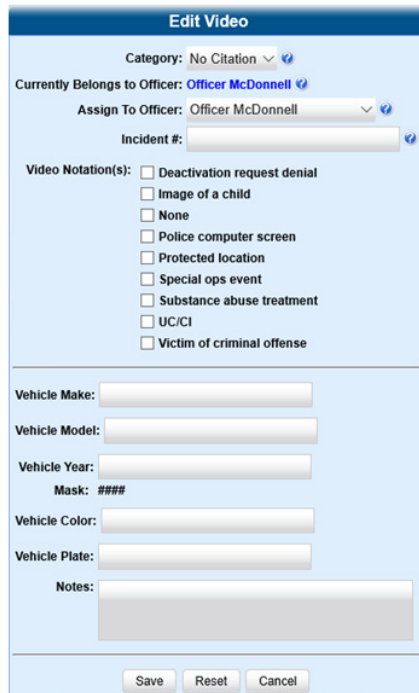 Edit Video
Category: No Citation
Currently Belongs to Officer: Officer McDonnell
Assign To Officer: Officer McDonnell
Incident #:
Video Notation(s): Deactivation request denial
Image of a child
None
Police computer screen
Protected location
Special ops event
Substance abuse treatment
UC/CI
Victim of criminal offense
Vehicle Make:
Vehicle Model:
Vehicle Year:
Mask: ####
Vehicle Color:
Vehicle Plate:
Notes:
Save Reset Cancel